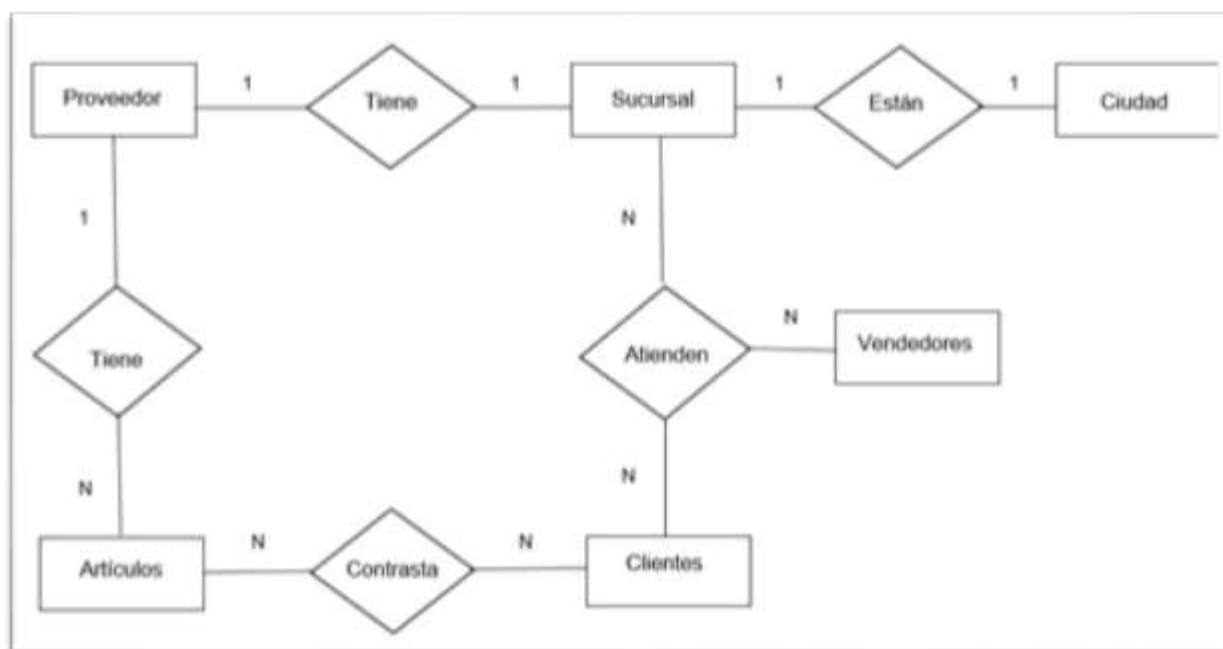 Proveedor 1 Tiene 1 Sucursal 1 Están 1 Ciudad
1 N
Tiene Atienden N Vendedores
N N
Artículos N Contrasta N Clientes